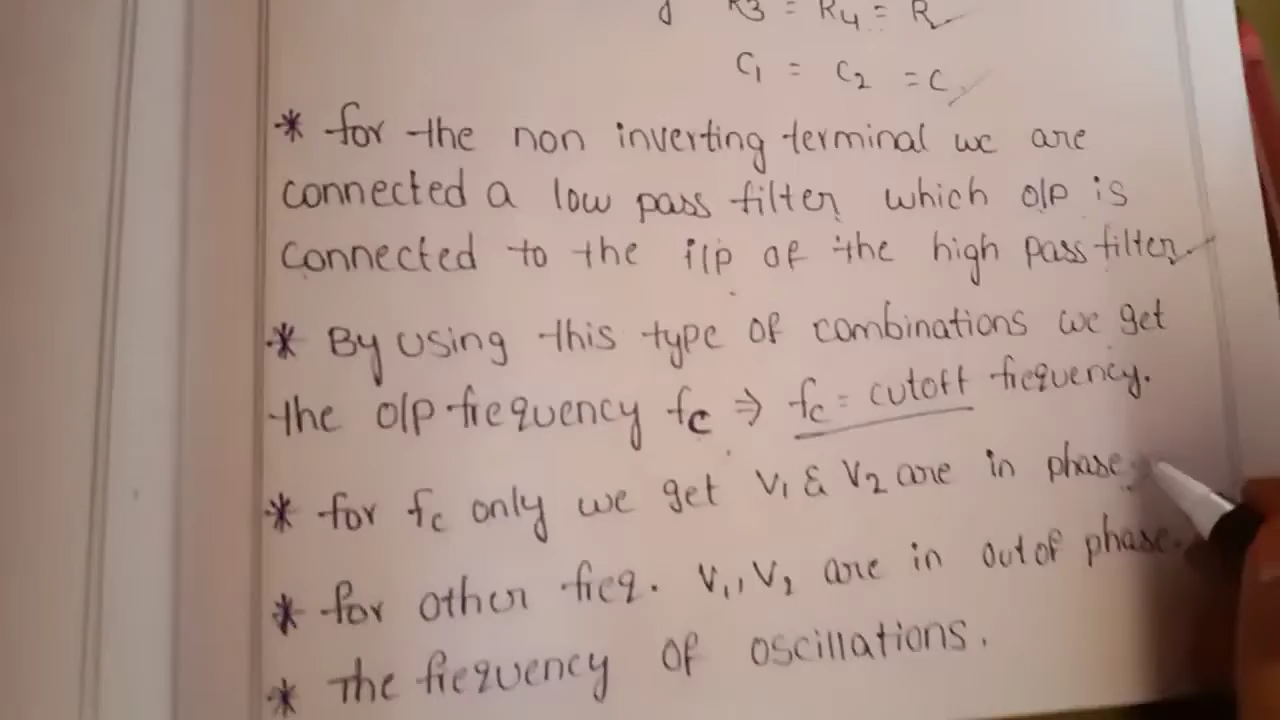 R3 = R4 = R
C1 = C2 = C
* for the non inverting terminal we are
connected a low pass filter which o/p is
connected to the i/p of the high pass filter
* By using this type of combinations we get
the o/p frequency fc ⇒ fc = cutoff frequency.
* for fc only we get V1 & V2 are in phase.
* for other freq. V1, V2 are in out of phase.
* The frequency of oscillations.